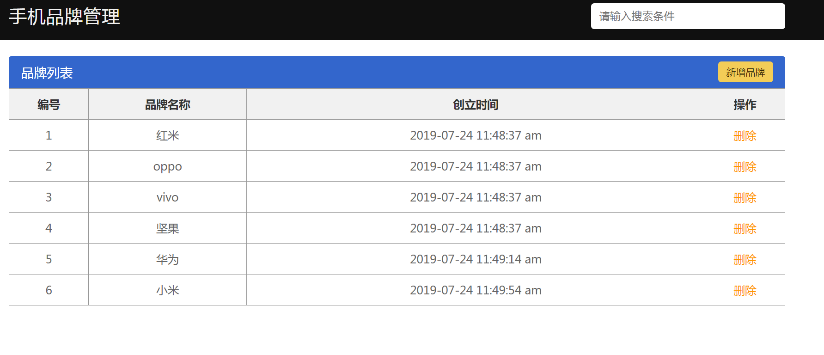 手机品牌管理 请输入搜索条件
品牌列表 新增品牌
编号 品牌名称 创立时间 操作
1 红米 2019-07-24 11:48:37 am 删除
2 oppo 2019-07-24 11:48:37 am 删除
3 vivo 2019-07-24 11:48:37 am 删除
4 坚果 2019-07-24 11:48:37 am 删除
5 华为 2019-07-24 11:49:14 am 删除
6 小米 2019-07-24 11:49:54 am 删除